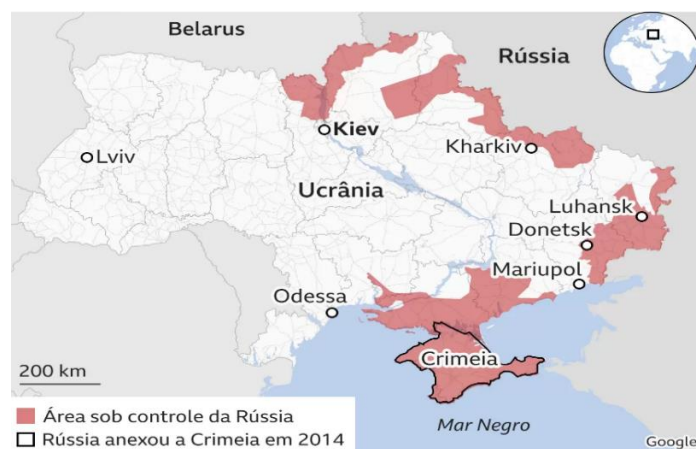 Belarus
Rússia
Kiev
Lviv
Kharkiv
Ucrânia
Luhansk
Donetsk
Mariupol
Odessa
200 km
Crimeia
Área sob controle da Rússia
Rússia anexou a Crimeia em 2014
Mar Negro
Google